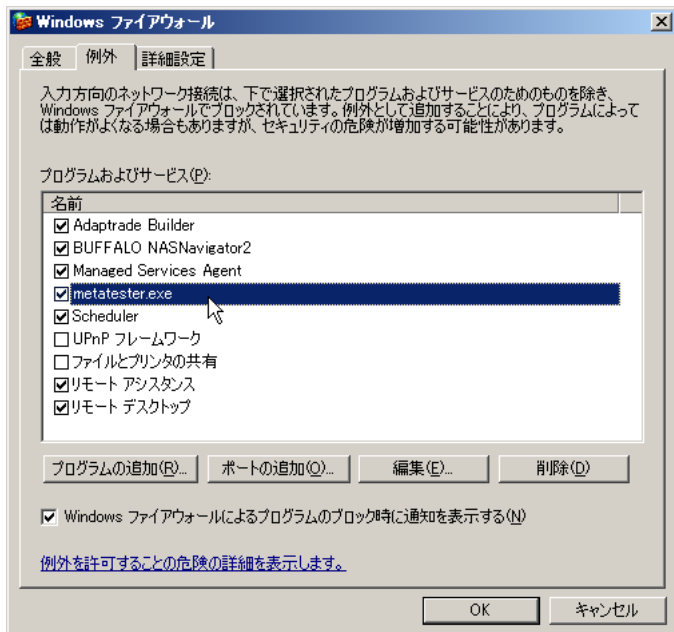 Windows ファイアウォール
全般
例外
詳細設定
入力方向のネットワーク接続は、下で選択されたプログラムおよびサービスのためのものを除き、
Windows ファイアウォールでブロックされています。例外として追加することにより、プログラムによって
は動作がよくなる場合もありますが、セキュリティの危険が増加する可能性があります。
プログラムおよびサービス(P):
名前
Adaptrade Builder
BUFFALO NASNavigator2
Managed Services Agent
metatester.exe
Scheduler
UPnP フレームワーク
ファイルとプリンタの共有
リモート アシスタンス
リモート デスクトップ
プログラムの追加(R)...
ポートの追加(O)...
編集(E)...
削除(D)
Windows ファイアウォールによるプログラムのブロック時に通知を表示する(N)
例外を許可することの危険の詳細を表示します。
OK
キャンセル